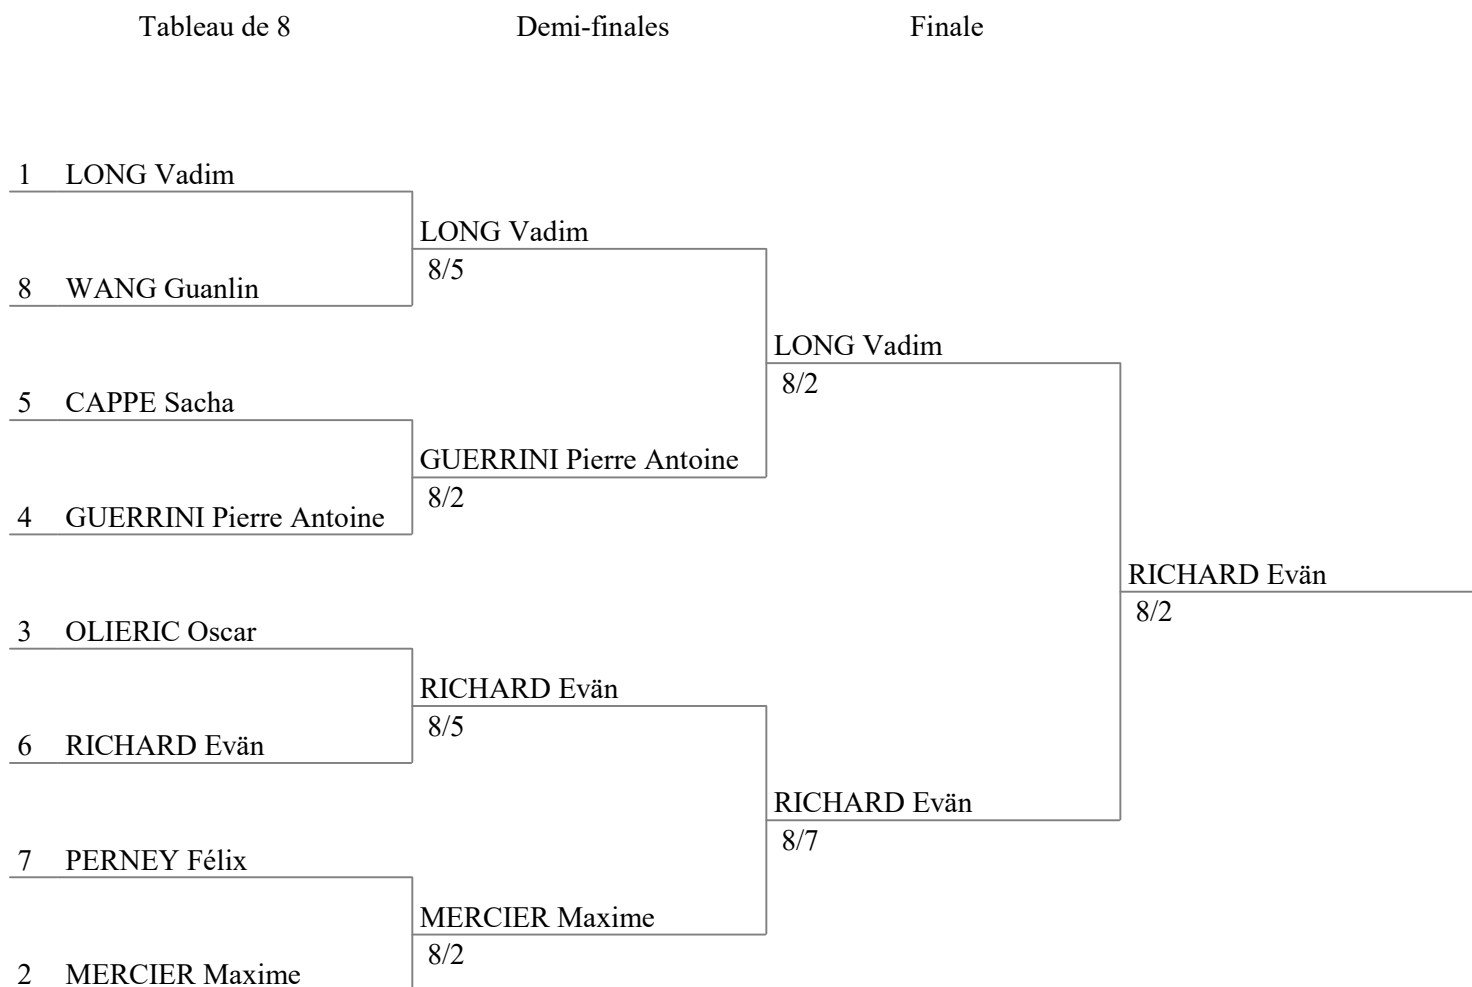 Tableau de 8 Demi-finales Finale
1 LONG Vadim
LONG Vadim
8/5
8 WANG Guanlin
LONG Vadim
8/2
5 CAPPE Sacha
GUERRINI Pierre Antoine
8/2
4 GUERRINI Pierre Antoine
RICHARD Evän
8/2
3 OLIERIC Oscar
RICHARD Evän
8/5
6 RICHARD Evän
RICHARD Evän
8/7
7 PERNEY Félix
MERCIER Maxime
8/2
2 MERCIER Maxime